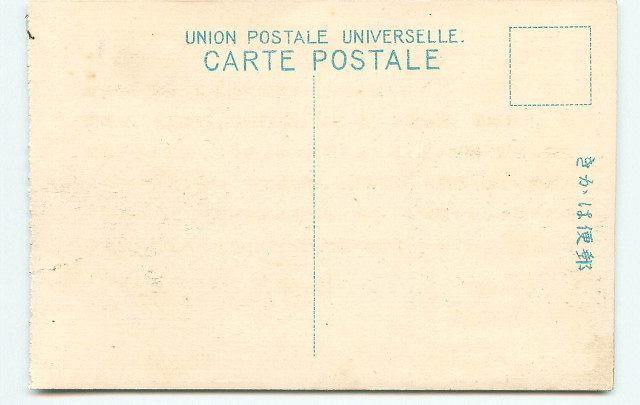 UNION POSTALE UNIVERSELLE.
CARTE POSTALE
郵便はかき